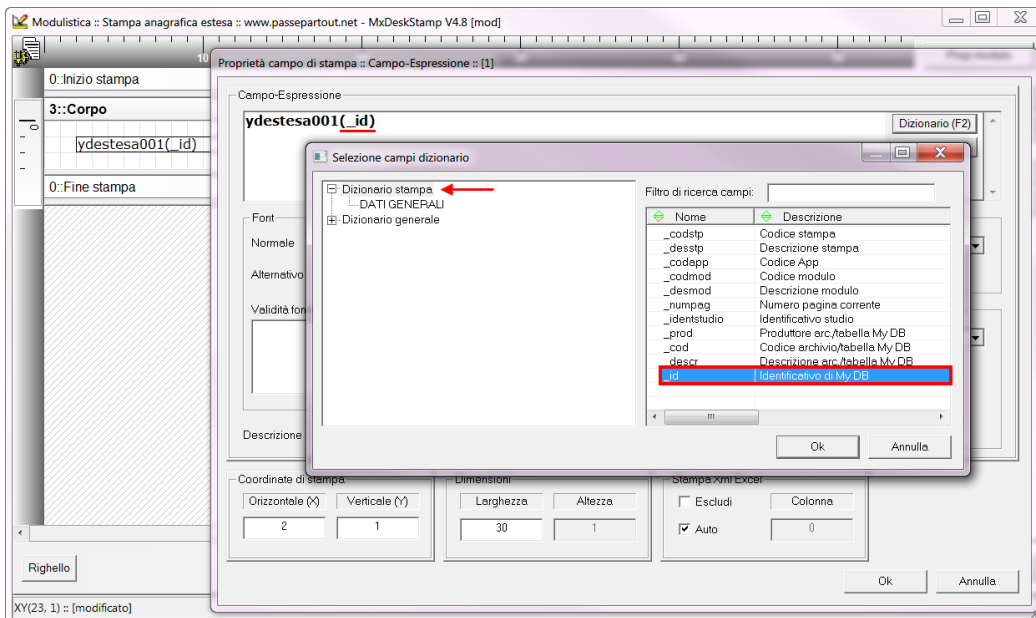 Modulistica :: Stampa anagrafica estesa :: www.passepartout.net - MxDeskStamp V4.8 [mod]
10
0::Inizio stampa
3::Corpo
0
ydestesa001(_id)
0::Fine stampa
Righello
XY(23, 1) :: [modificato]
Proprietà campo di stampa :: Campo-Espressione :: [1]
Campo-Espressione
ydestesa001(_id)
Dizionario (F2)
Font
Normale
Alternativo
Validità fon
Descrizione
Selezione campi dizionario
Dizionario stampa
DATI GENERALI
Dizionario generale
Filtro di ricerca campi:
Nome Descrizione
_codstp Codice stampa
_desstp Descrizione stampa
_codapp Codice App
_codmod Codice modulo
_desmod Descrizione modulo
_numpag Numero pagina corrente
_identstudio Identificativo studio
_prod Produttore arc./tabella My DB
_cod Codice archivio/tabella My DB
_descr Descrizione arc./tabella My DB
_id Identificativo di My DB
Ok Annulla
Coordinate di stampa
Orizzontale (X) Verticale (Y)
2 1
Dimensioni
Larghezza Altezza
30 1
Stampa Xml Excel
Escludi Colonna
Auto 0
Ok Annulla